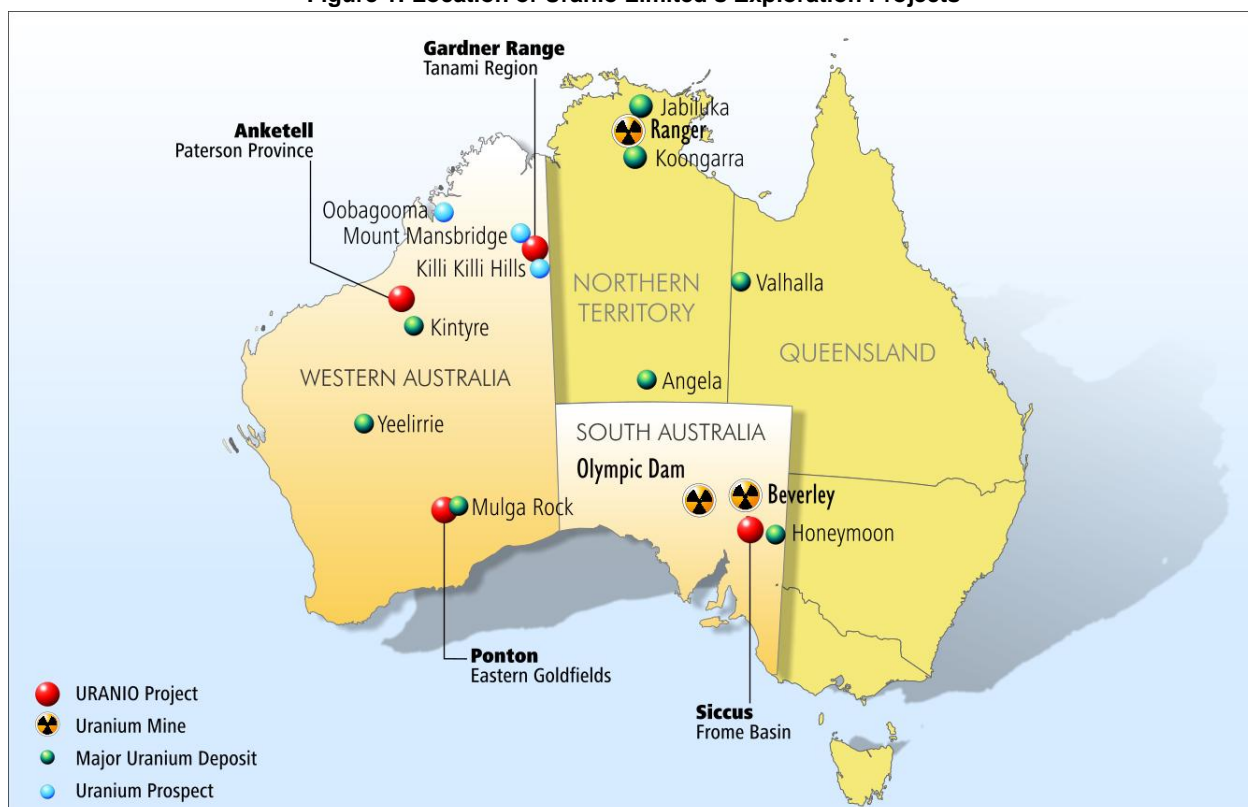 Figure 1: Location of Uranio Limited's Exploration Projects
Gardner Range
Tanami Region
Anketell
Paterson Province
Jabiluka
Ranger
Koongarra
Oobagooma
Mount Mansbridge
Killi Killi Hills
NORTHERN
TERRITORY
Valhalla
Kintyre
QUEENSLAND
WESTERN AUSTRALIA
Angela
Yeelirrie
SOUTH AUSTRALIA
Olympic Dam
Beverley
Mulga Rock
Honeymoon
Ponton
Eastern Goldfields
Siccus
Frome Basin
URANIO Project
Uranium Mine
Major Uranium Deposit
Uranium Prospect